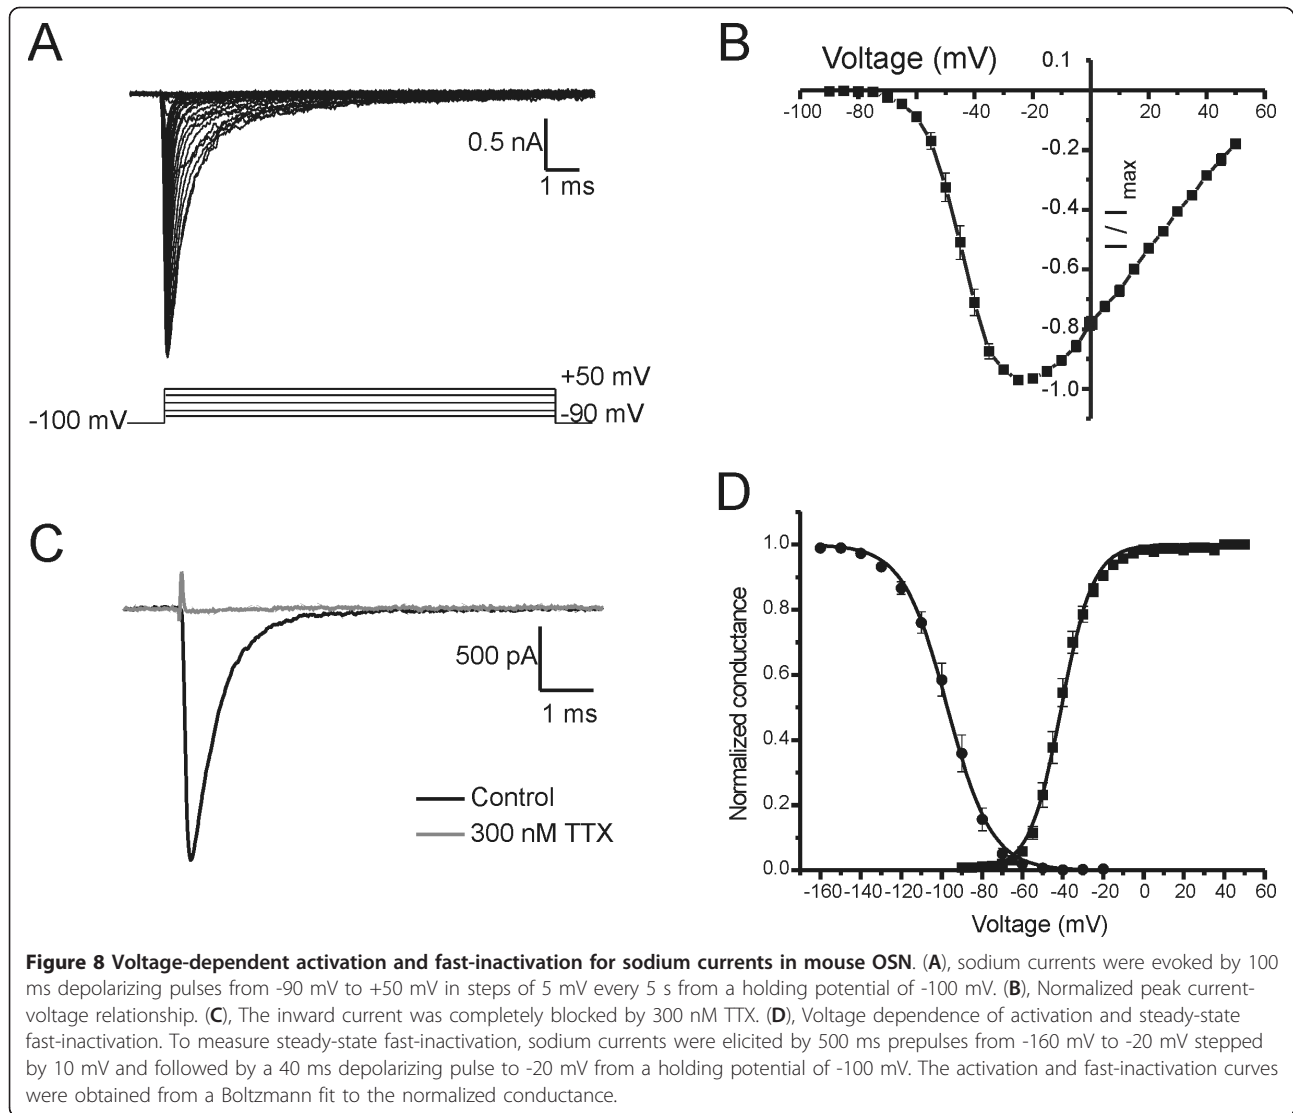 A
0.5 nA
1 ms
+50 mV
-100 mV
-90 mV
B
Voltage (mV)
0.1
-100 -80 -60 -40 -20 0 20 40 60
-0.2
-0.4
-0.6
-0.8
-1.0
I / I max
C
500 pA
1 ms
Control
300 nM TTX
D
1.0
0.8
0.6
0.4
0.2
0.0
Normalized conductance
-160 -140 -120 -100 -80 -60 -40 -20 0 20 40 60
Voltage (mV)
Figure 8 Voltage-dependent activation and fast-inactivation for sodium currents in mouse OSN. (A), sodium currents were evoked by 100
ms depolarizing pulses from -90 mV to +50 mV in steps of 5 mV every 5 s from a holding potential of -100 mV. (B), Normalized peak current-
voltage relationship. (C), The inward current was completely blocked by 300 nM TTX. (D), Voltage dependence of activation and steady-state
fast-inactivation. To measure steady-state fast-inactivation, sodium currents were elicited by 500 ms prepulses from -160 mV to -20 mV stepped
by 10 mV and followed by a 40 ms depolarizing pulse to -20 mV from a holding potential of -100 mV. The activation and fast-inactivation curves
were obtained from a Boltzmann fit to the normalized conductance.